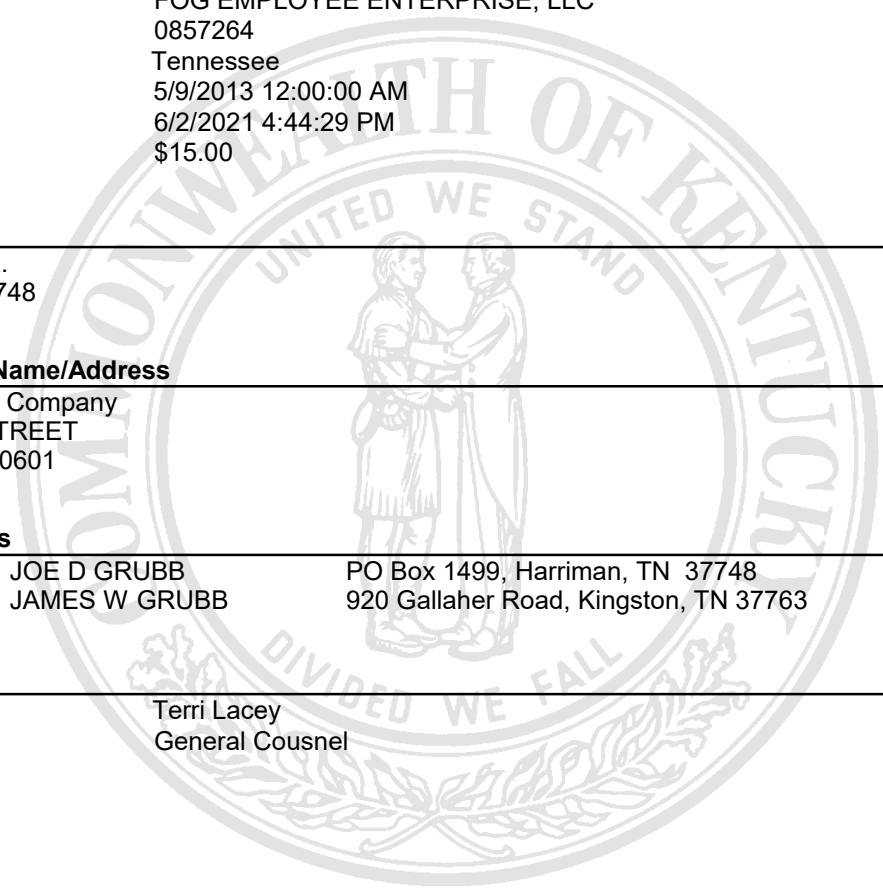 FOG EMPLOYEE ENTERPRISE, LLC
0857264
Tennessee
5/9/2013 12:00:00 AM
6/2/2021 4:44:29 PM
$15.00
COMMONWEALTH OF KENTUCKY
UNITED WE STAND
.
748
Name/Address
Company
TREET
0601
s
JOE D GRUBB PO Box 1499, Harriman, TN 37748
JAMES W GRUBB 920 Gallaher Road, Kingston, TN 37763
DIVIDED WE FALL
Terri Lacey
General Cousnel